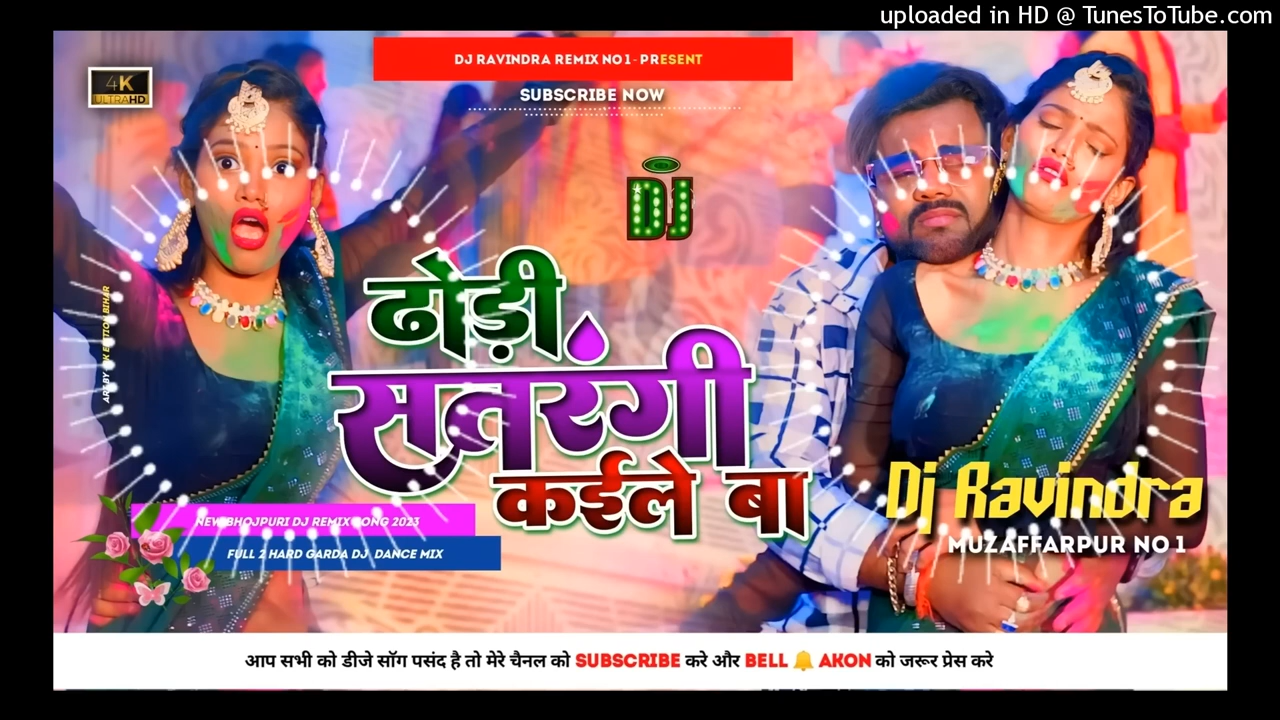 uploaded in HD @ TunesToTube.com
4K
ULTRAHD
DJ RAVINDRA REMIX NO1 - PRESENT
SUBSCRIBE NOW
DJ
ढोड़ी
सतरंगी
कईले बा
Dj Ravindra
MUZAFFARPUR NO 1
NEW BHOJPURI DJ REMIX SONG 2023
FULL 2 HARD GARDA DJ DANCE MIX
आप सभी को डीजे सॉग पसंद है तो मेरे चैनल को SUBSCRIBE करे और BELL AKON को जरूर प्रेस करे